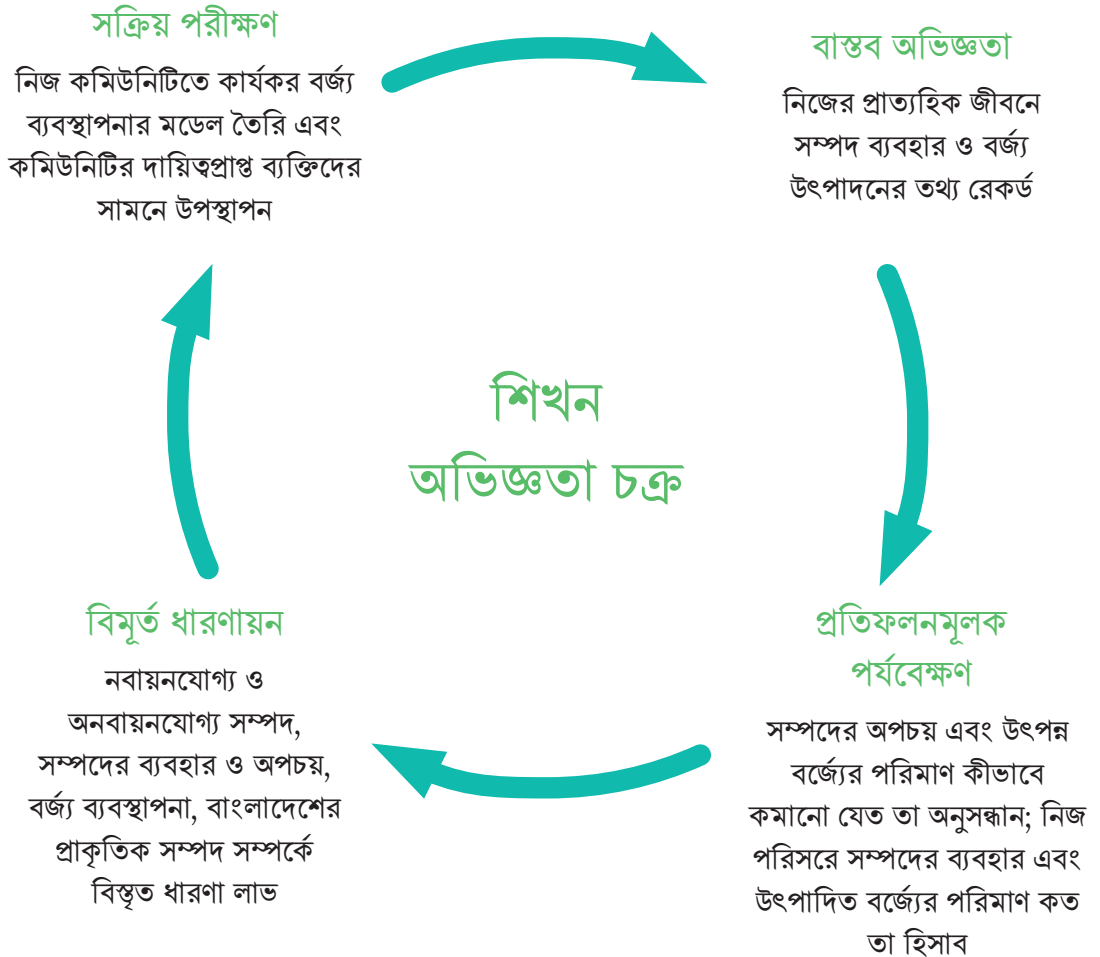 সক্রিয় পরীক্ষণ
নিজ কমিউনিটিতে কার্যকর বর্জ্য
ব্যবস্থাপনার মডেল তৈরি এবং
কমিউনিটির দায়িত্বপ্রাপ্ত ব্যক্তিদের
সামনে উপস্থাপন
বাস্তব অভিজ্ঞতা
নিজের প্রাত্যহিক জীবনে
সম্পদ ব্যবহার ও বর্জ্য
উৎপাদনের তথ্য রেকর্ড
শিখন
অভিজ্ঞতা চক্র
প্রতিফলনমূলক
পর্যবেক্ষণ
সম্পদের অপচয় এবং উৎপন্ন
বর্জ্যের পরিমাণ কীভাবে
কমানো যেত তা অনুসন্ধান; নিজ
পরিসরে সম্পদের ব্যবহার এবং
উৎপাদিত বর্জ্যের পরিমাণ কত
তা হিসাব
বিমূর্ত ধারণায়ন
নবায়নযোগ্য ও
অনবায়নযোগ্য সম্পদ,
সম্পদের ব্যবহার ও অপচয়,
বর্জ্য ব্যবস্থাপনা, বাংলাদেশের
প্রাকৃতিক সম্পদ সম্পর্কে
বিস্তৃত ধারণা লাভ